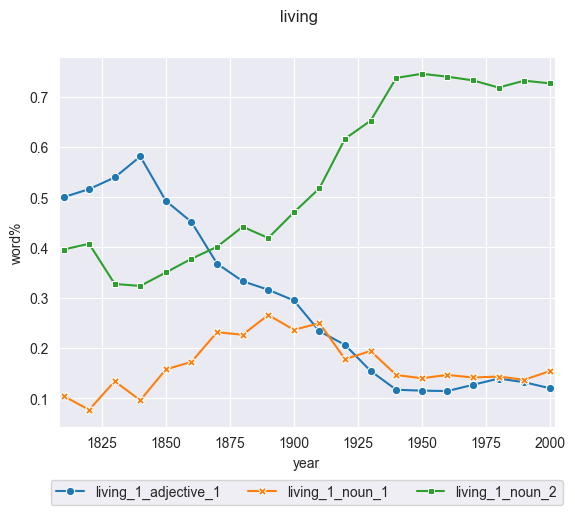 living
0.7
0.6
0.5
0.4
0.3
0.2
0.1
word%
1825 1850 1875 1900 1925 1950 1975 2000
year
living_1_adjective_1 living_1_noun_1 living_1_noun_2